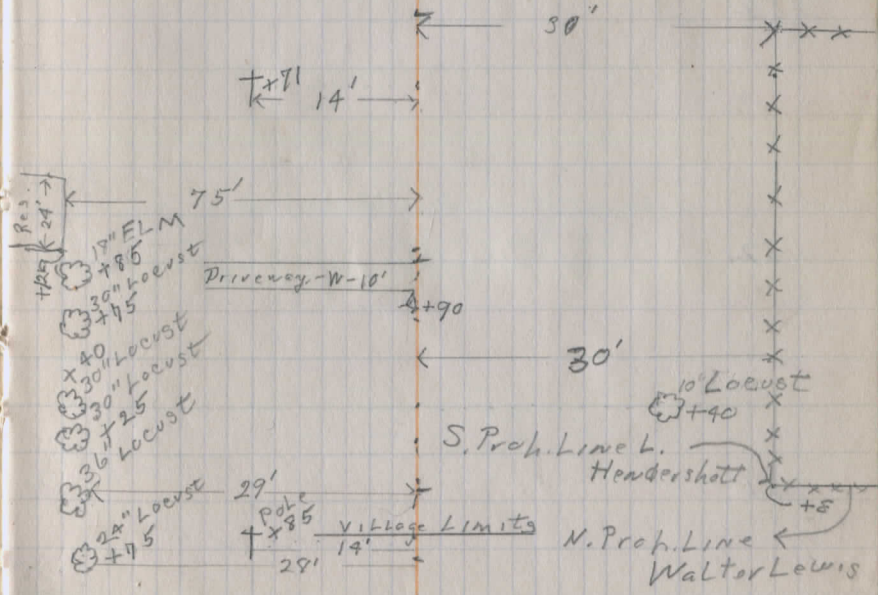 30'
+71
14'
75'
Res.
24'
18" ELM
+85
30" Locust
+75
Driveway-W-10'
+90
30'
x40
30" Locust
30" Locust
+25
36" Locust
10" Locust
+40
S. Prop. Line L.
Hendershott
+8
29'
24" Locust
+75
Pole
x85
Village Limits
14'
28'
N. Prop. Line
Walter Lewis